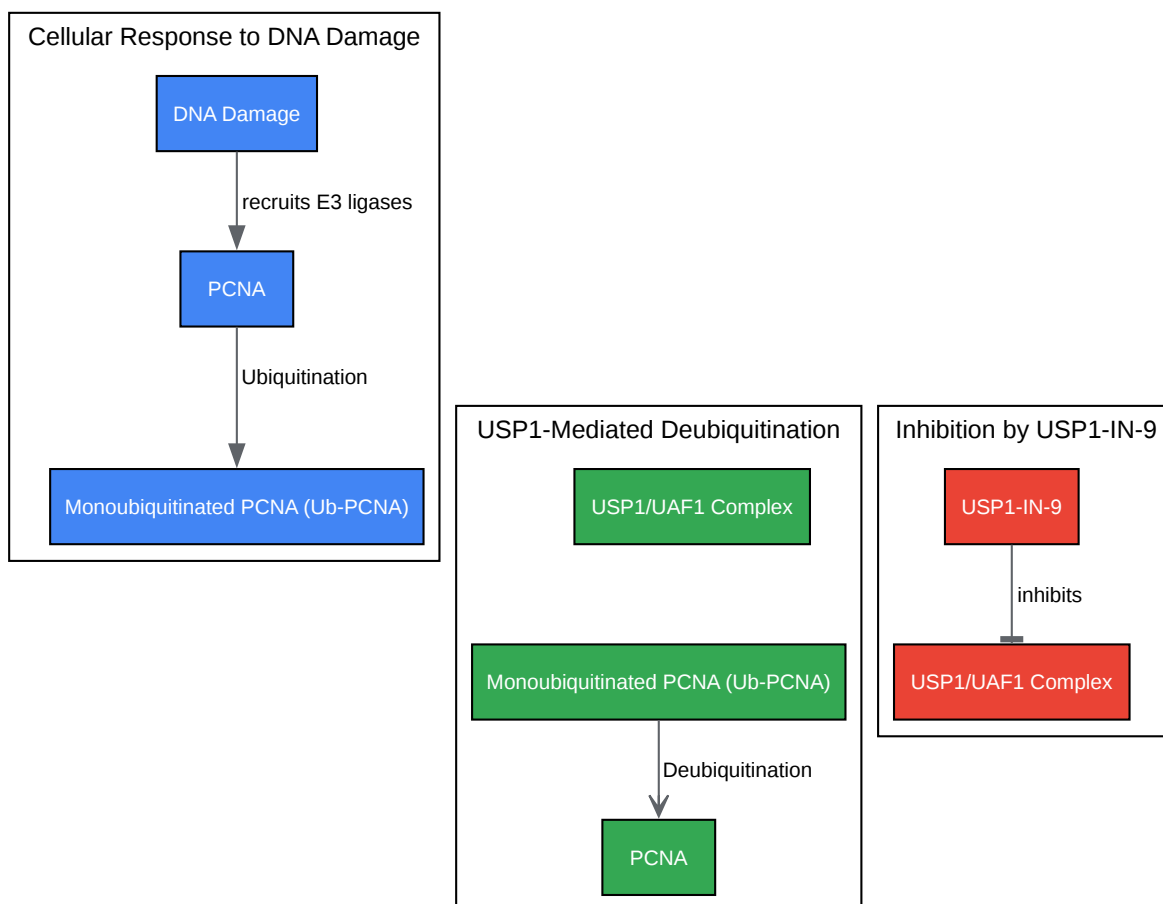 Cellular Response to DNA Damage
DNA Damage
recruits E3 ligases
PCNA
Ubiquitination
Monoubiquitinated PCNA (Ub-PCNA)
USP1-Mediated Deubiquitination
USP1/UAF1 Complex
Monoubiquitinated PCNA (Ub-PCNA)
Deubiquitination
PCNA
Inhibition by USP1-IN-9
USP1-IN-9
inhibits
USP1/UAF1 Complex